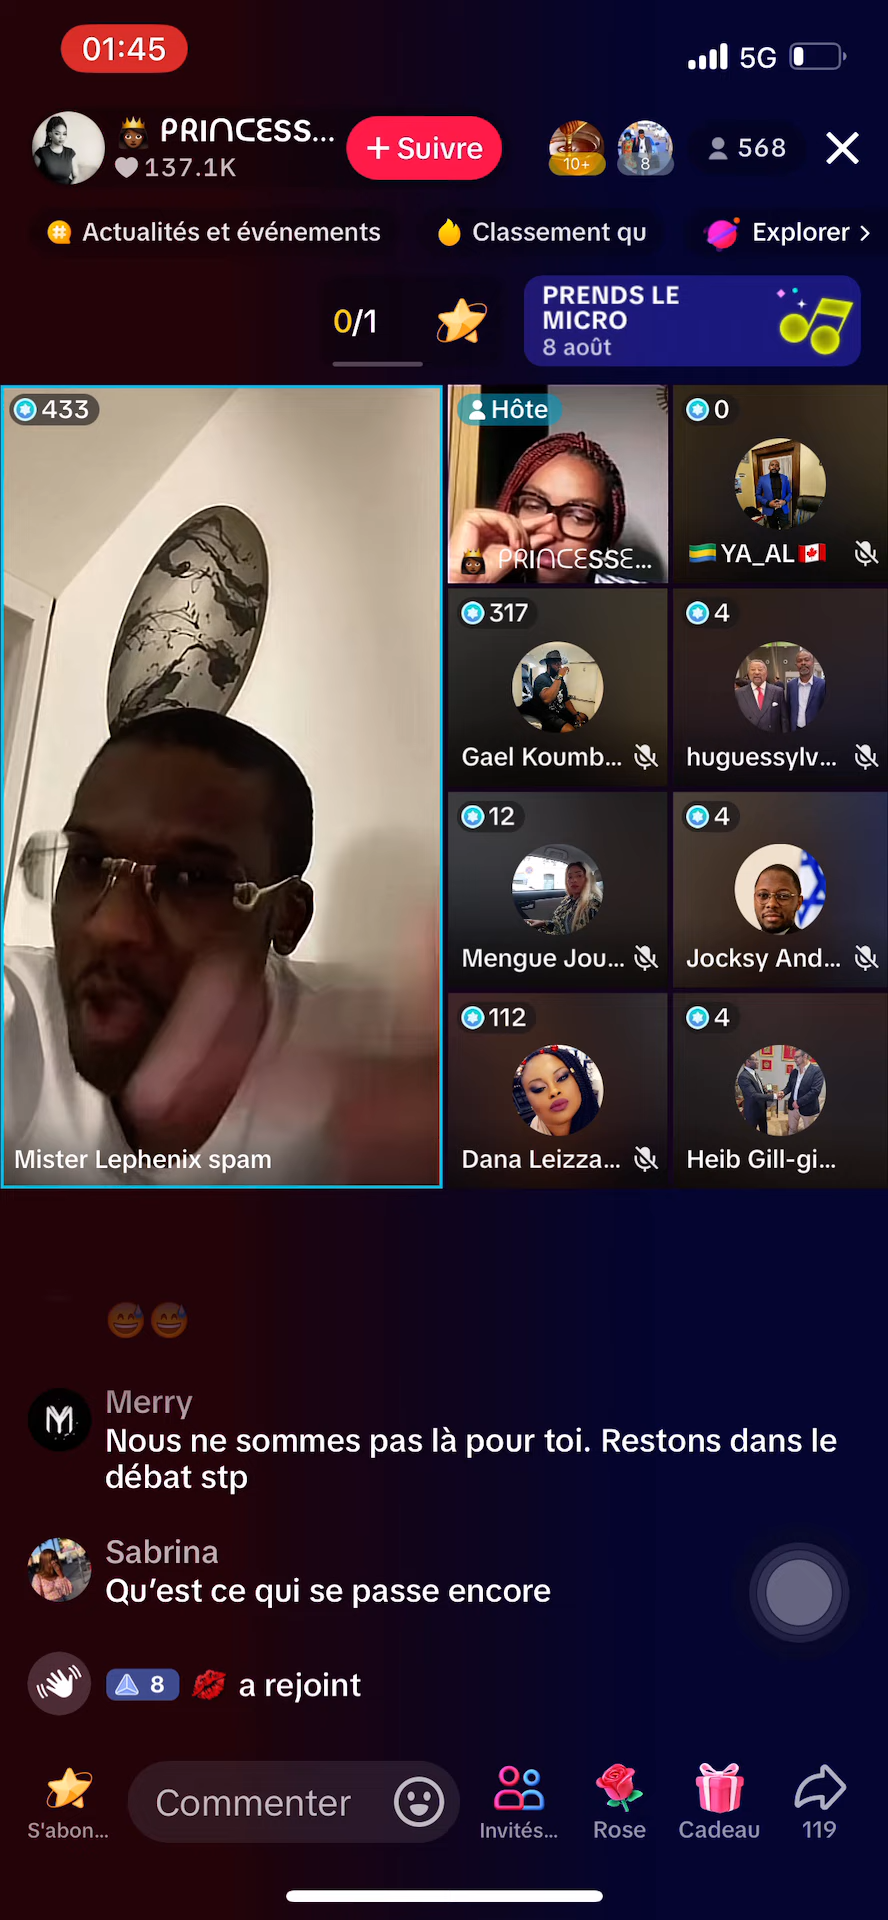 01:45
5G
PRINCESS...
137.1K
+ Suivre
10+
8
568
Actualités et événements
Classement qu
Explorer >
0/1
PRENDS LE
MICRO
8 août
433
Hôte
0
PRINCESSE...
YA_AL
317
4
Gael Koumb...
huguessylv...
12
4
Mengue Jou...
Jocksy And...
112
4
Mister Lephenix spam
Dana Leizza...
Heib Gill-gi...
Merry
Nous ne sommes pas là pour toi. Restons dans le
débat stp
Sabrina
Qu'est ce qui se passe encore
8 a rejoint
Commenter
S'abon...
Invités...
Rose
Cadeau
119